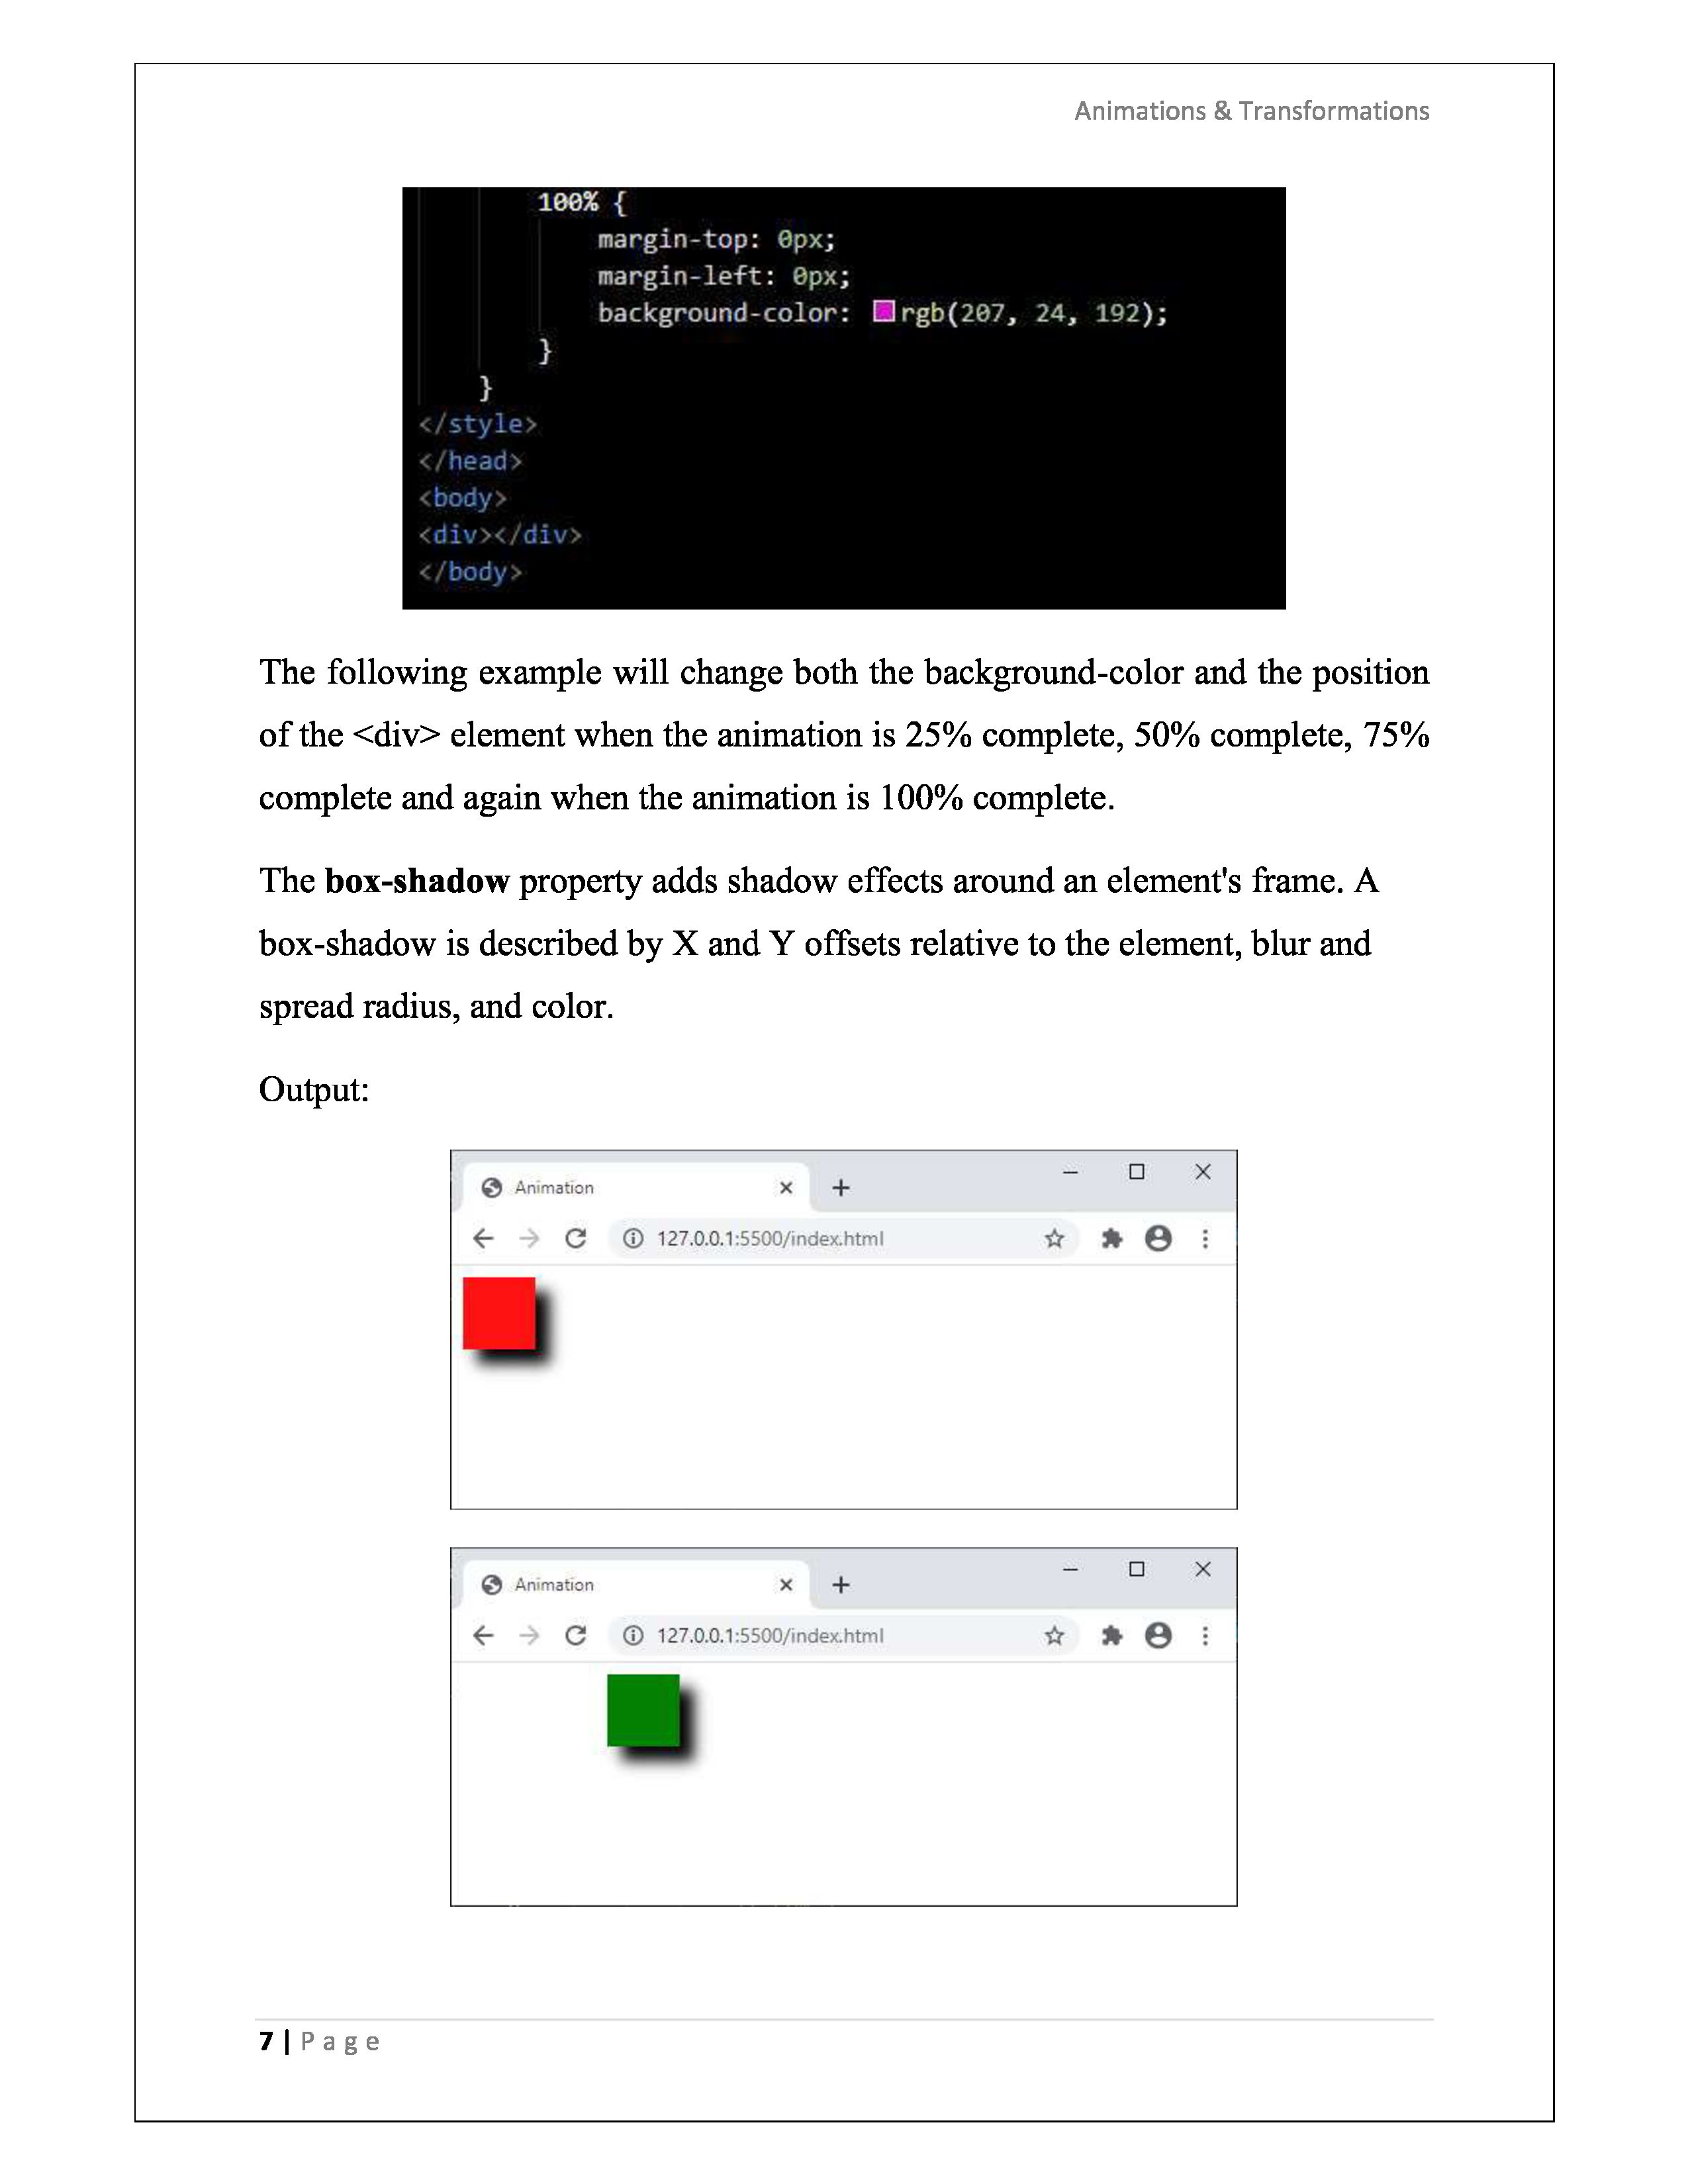 Animations & Transformations
100% {
margin-top: 0px;
margin-left: 0px;
background-color: rgb(207, 24, 192);
}
}
</style>
</head>
<body>
<div></div>
</body>
The following example will change both the background-color and the position
of the <div> element when the animation is 25% complete, 50% complete, 75%
complete and again when the animation is 100% complete.
The box-shadow property adds shadow effects around an element's frame. A
box-shadow is described by X and Y offsets relative to the element, blur and
spread radius, and color.
Output:
Animation
127.0.0.1:5500/index.html
Animation
127.0.0.1:5500/index.html
7 | Page